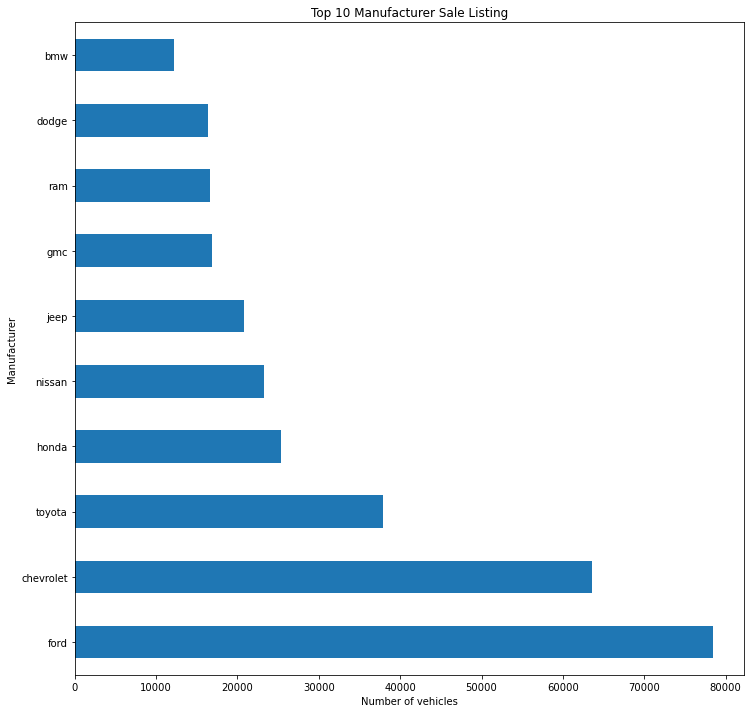 Top 10 Manufacturer Sale Listing
bmw
dodge
ram
gmc
jeep
Manufacturer
nissan
honda
toyota
chevrolet
ford
0 10000 20000 30000 40000 50000 60000 70000 80000
Number of vehicles